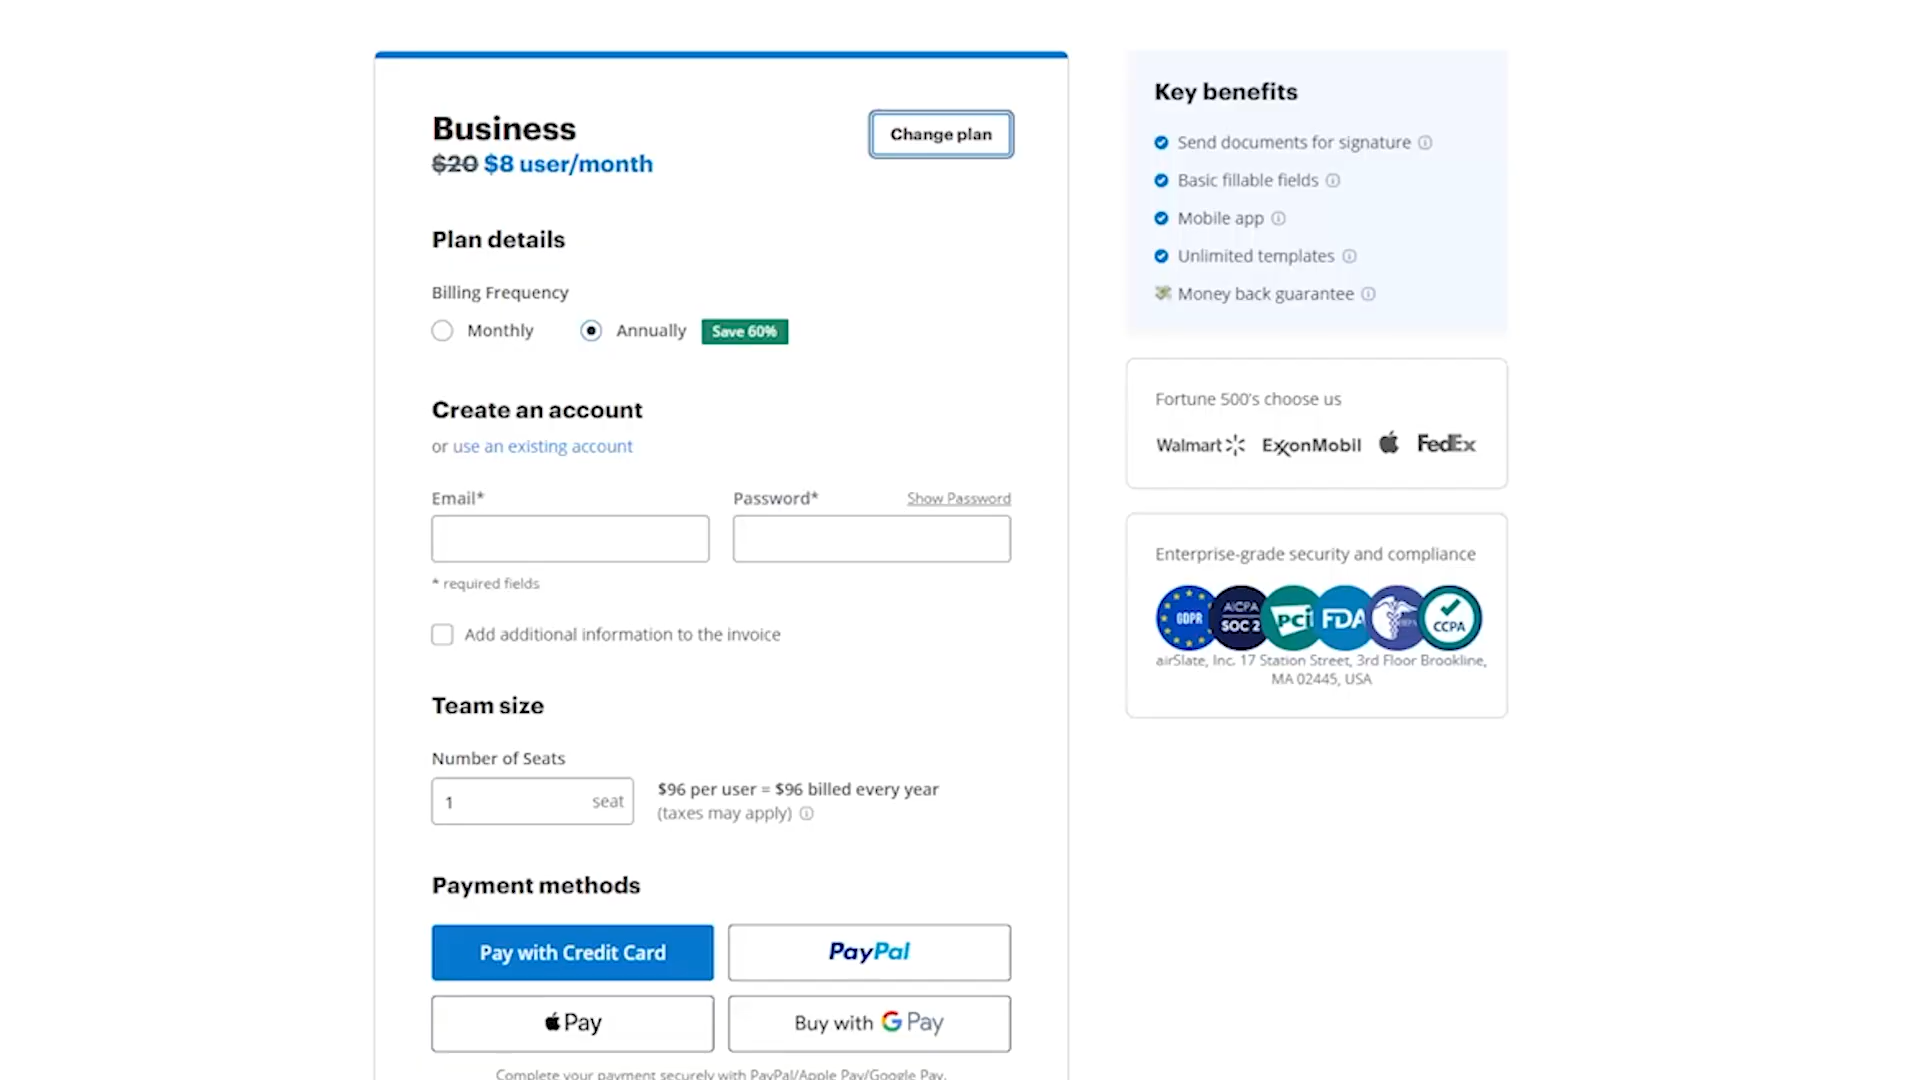 Business
Change plan
$20 $8 user/month
Plan details
Billing Frequency
Monthly
Annually
Save 60%
Create an account
or use an existing account
Email*
Password*
Show Password
* required fields
Add additional information to the invoice
Team size
Number of Seats
1 seat
$96 per user = $96 billed every year
(taxes may apply)
Payment methods
Pay with Credit Card
PayPal
Pay
Buy with G Pay
Complete your payment securely with PayPal/Apple Pay/Google Pay.
Key benefits
Send documents for signature
Basic fillable fields
Mobile app
Unlimited templates
Money back guarantee
Fortune 500's choose us
Walmart ExxonMobil FedEx
Enterprise-grade security and compliance
GDPR
AICPA
SOC 2
PCI
FDA
CCPA
airSlate, Inc. 17 Station Street, 3rd Floor Brookline,
MA 02445, USA